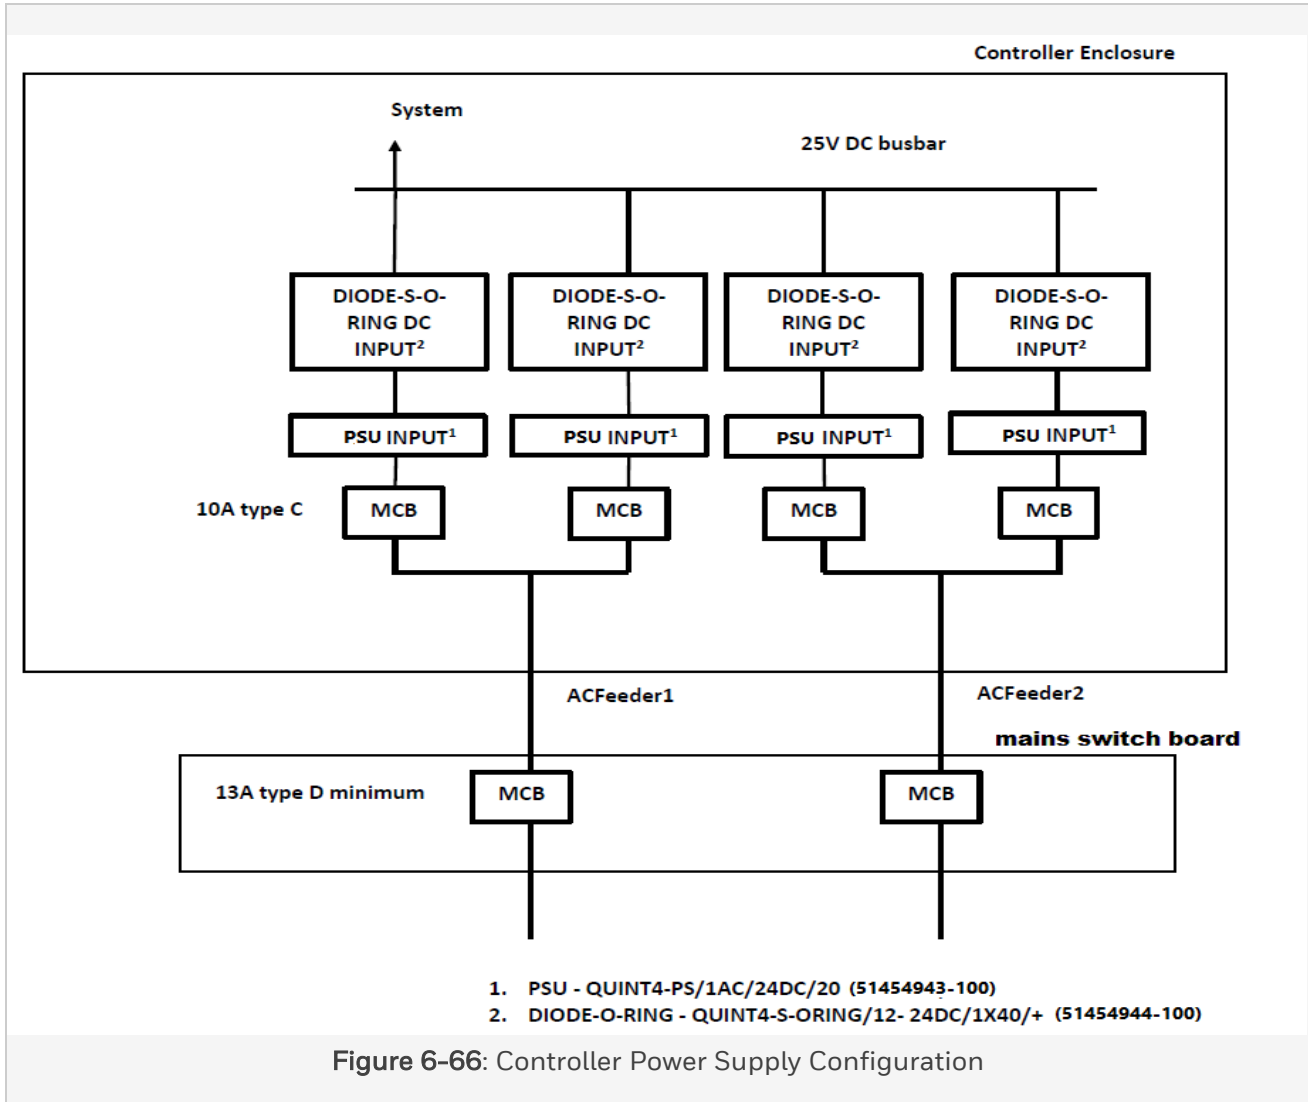 Controller Enclosure
System
25V DC busbar
DIODE-S-O-
RING DC
INPUT²
DIODE-S-O-
RING DC
INPUT²
DIODE-S-O-
RING DC
INPUT²
DIODE-S-O-
RING DC
INPUT²
PSU INPUT¹
PSU INPUT¹
PSU INPUT¹
PSU INPUT¹
10A type C
MCB
MCB
MCB
MCB
ACFeeder1
ACFeeder2
mains switch board
13A type D minimum
MCB
MCB
1. PSU - QUINT4-PS/1AC/24DC/20 (51454943-100)
2. DIODE-O-RING - QUINT4-S-ORING/12- 24DC/1X40/+ (51454944-100)
Figure 6-66: Controller Power Supply Configuration